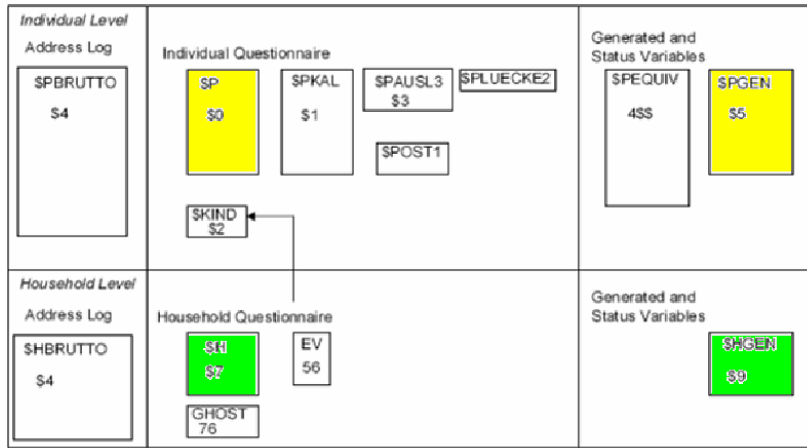 Individual Level
Address Log
$PBRUTTO
$4
Individual Questionnaire
$P
$0
$PKAL
$1
$PAUSL3
$3
$PLUECKE2
$POST1
$KIND
$2
Generated and
Status Variables
$PEQUIV
4$$
$PGEN
$5
Household Level
Address Log
$HBRUTTO
$4
Household Questionnaire
$H
$7
EV
56
GHOST
76
Generated and
Status Variables
$HGEN
$9